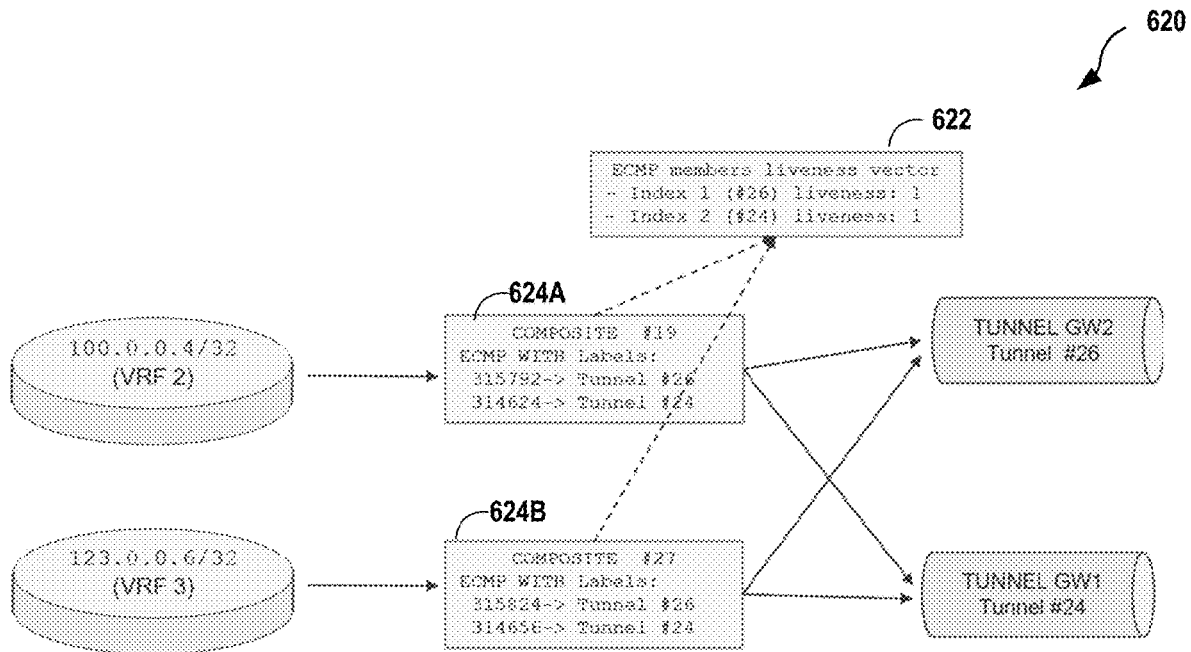 620
622
ECMP members liveness vector
- Index 1 (#26) liveness: 1
- Index 2 (#24) liveness: 1
624A
COMPOSITE #19
ECMP WITH Labels:
315792-> Tunnel #26
314624-> Tunnel #24
100.0.0.4/32
(VRF 2)
TUNNEL GW2
Tunnel #26
624B
COMPOSITE #27
ECMP WITH Labels:
315824-> Tunnel #26
314656-> Tunnel #24
123.0.0.6/32
(VRF 3)
TUNNEL GW1
Tunnel #24